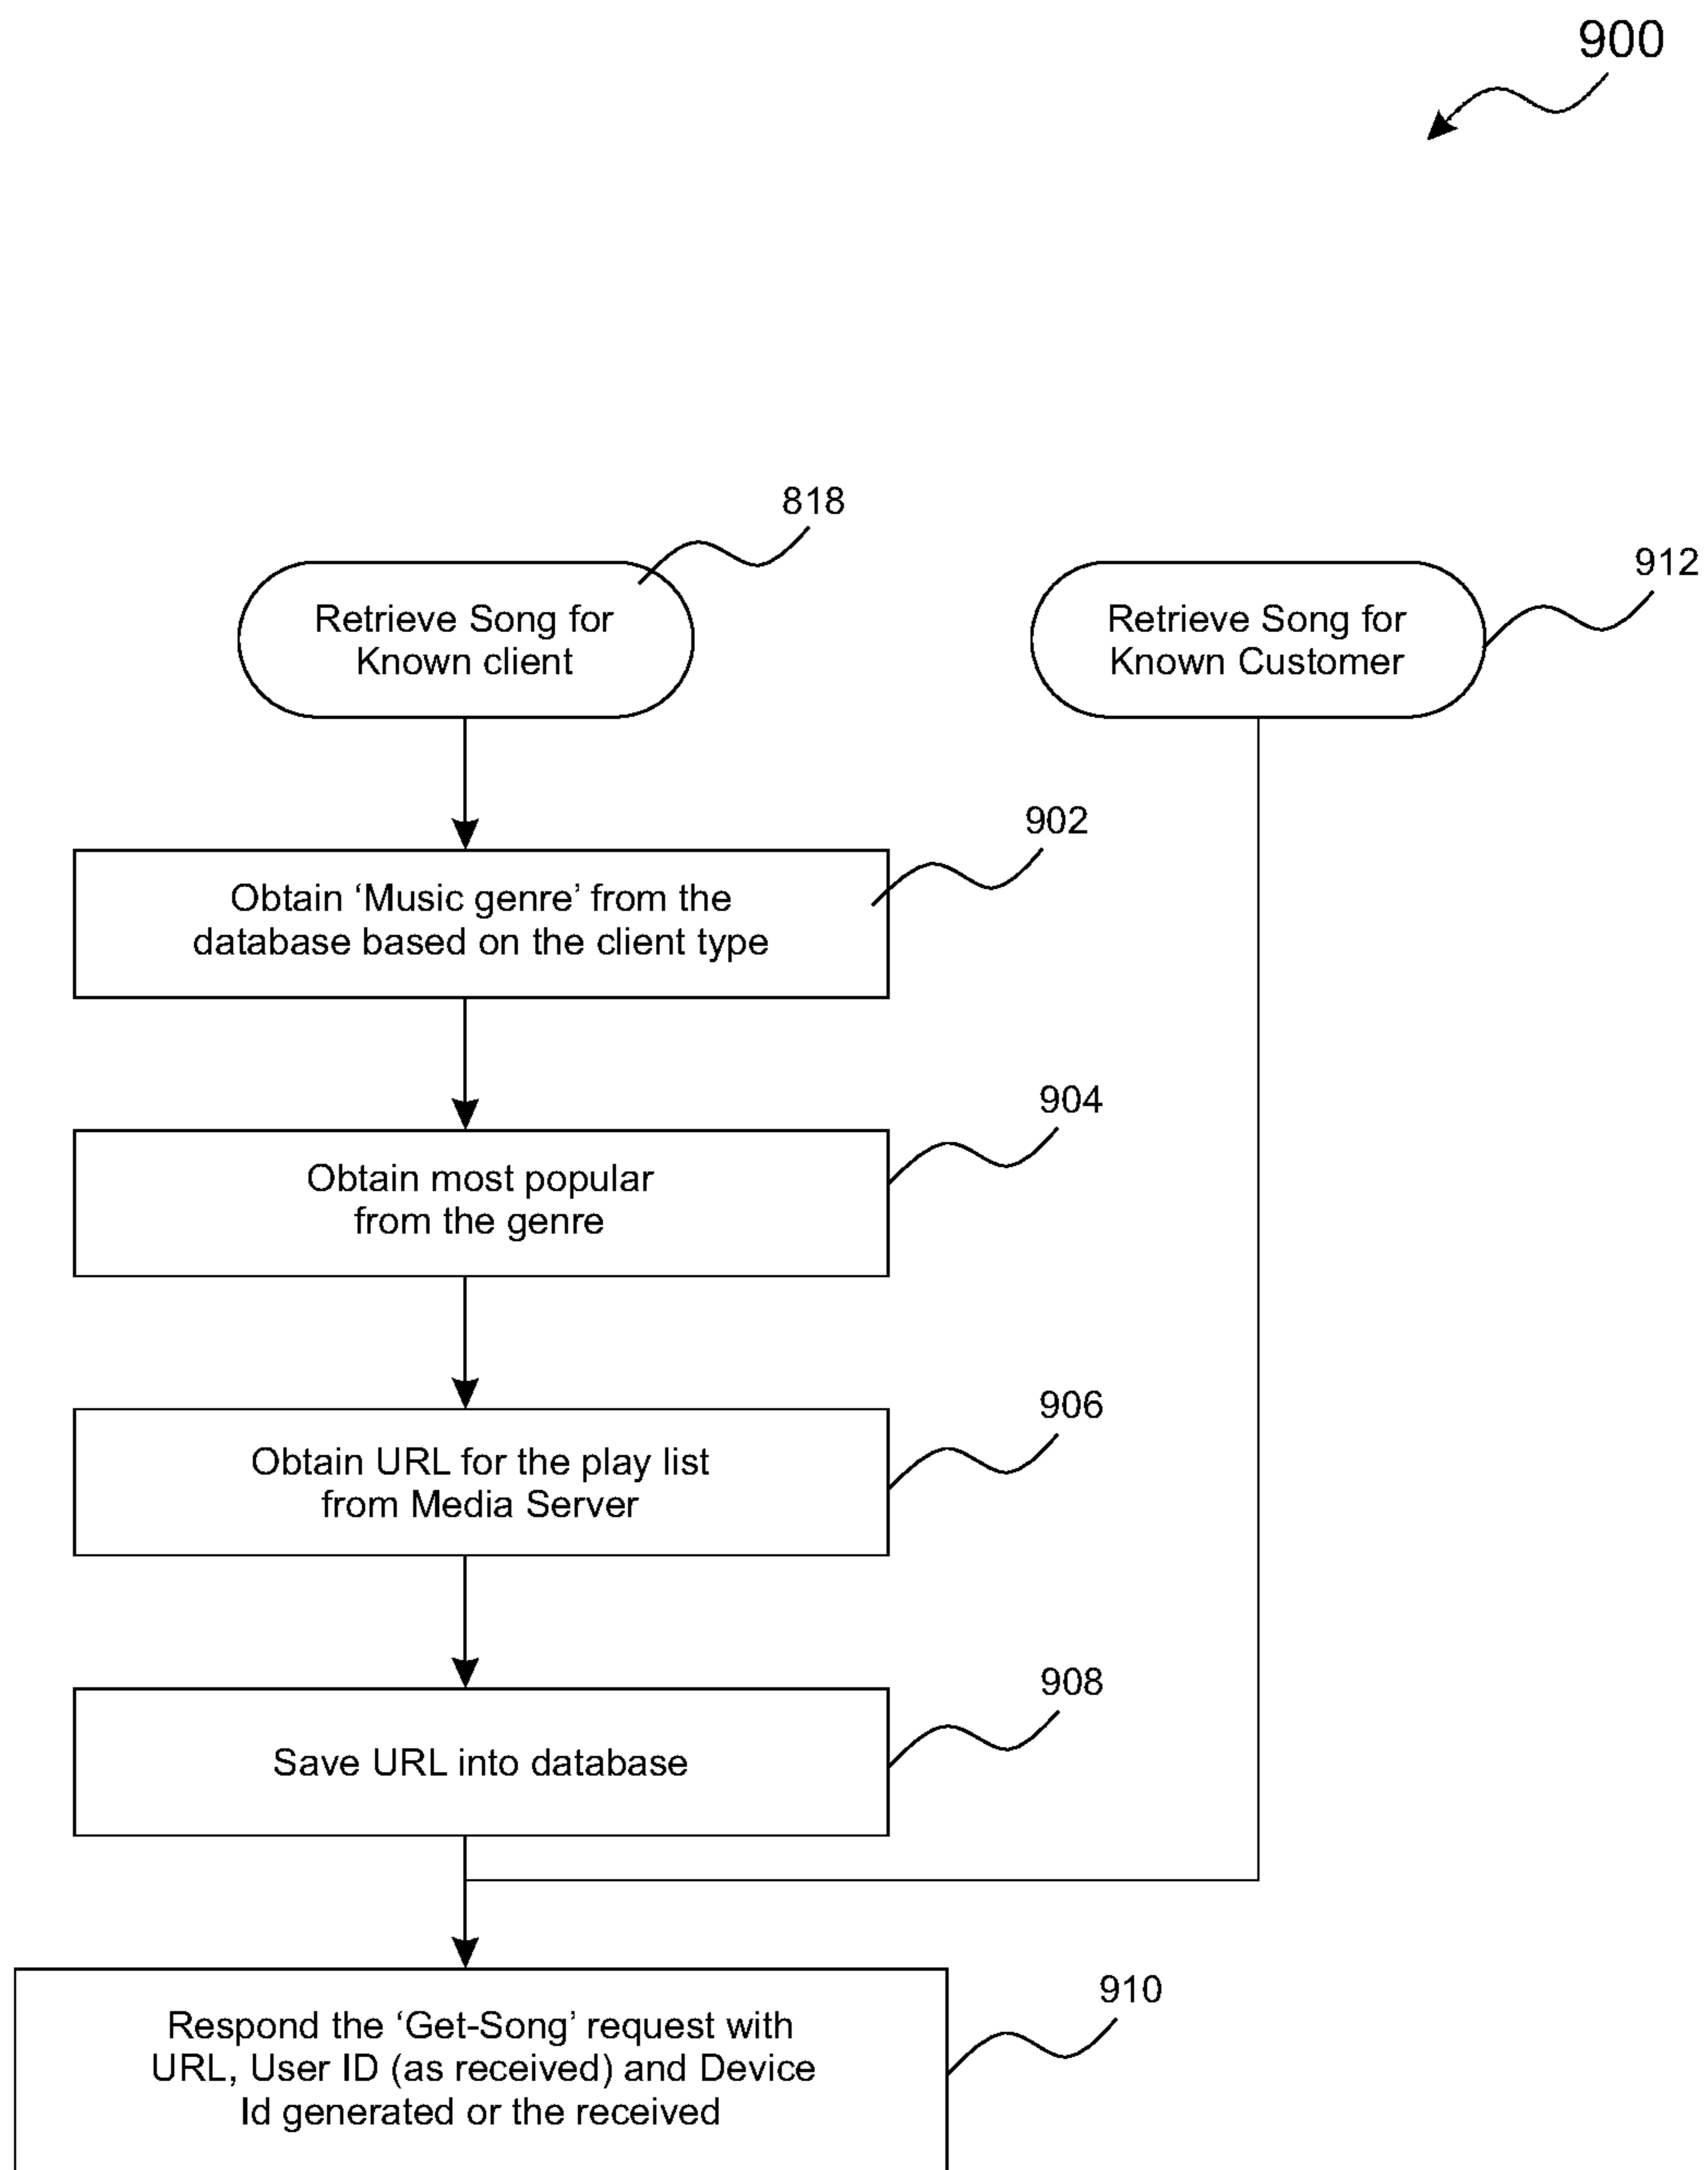 900
818
912
Retrieve Song for
Known client
Retrieve Song for
Known Customer
902
Obtain ‘Music genre’ from the
database based on the client type
904
Obtain most popular
from the genre
906
Obtain URL for the play list
from Media Server
908
Save URL into database
910
Respond the ‘Get-Song’ request with
URL, User ID (as received) and Device
Id generated or the received